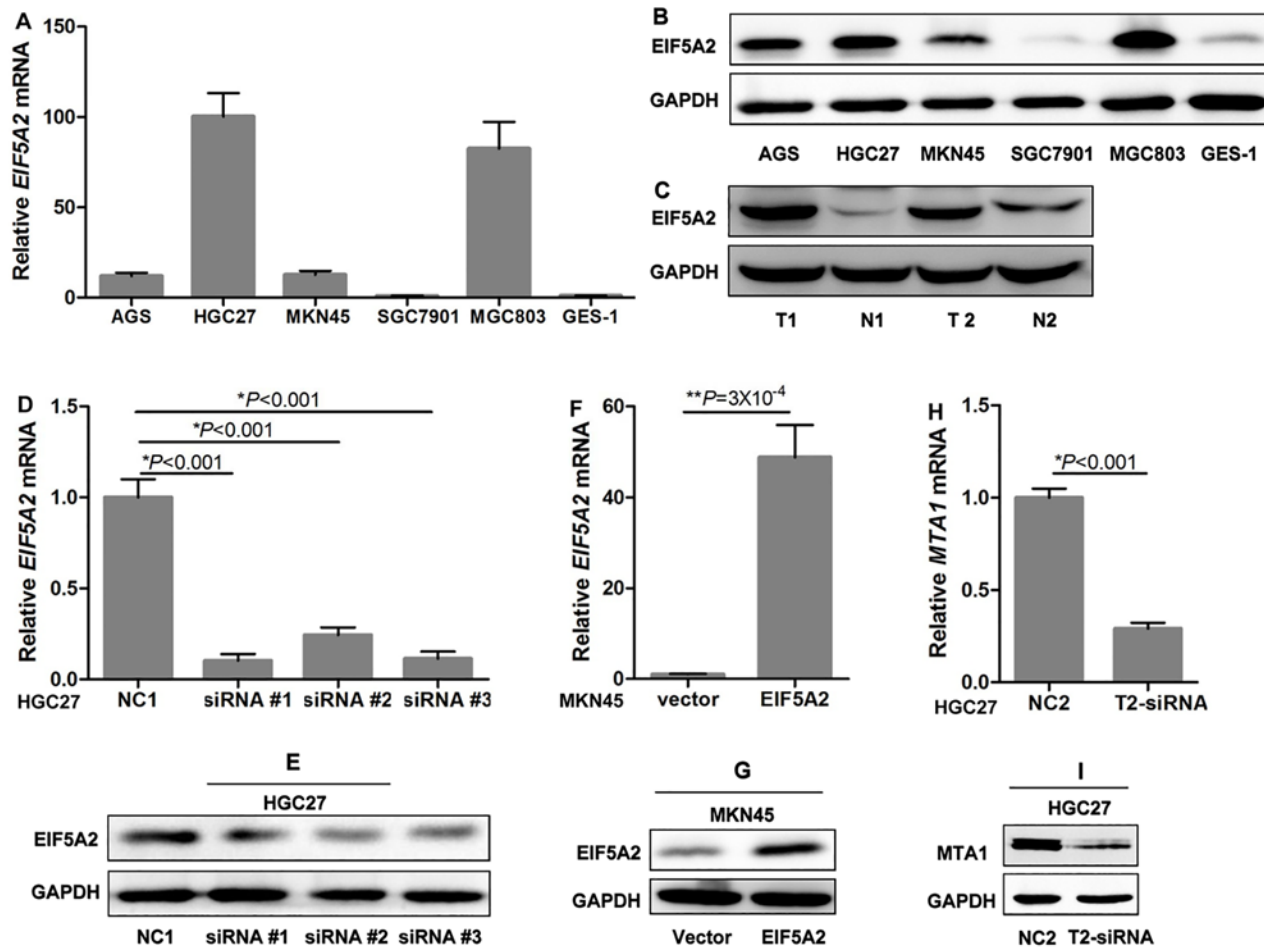 A
Relative EIF5A2 mRNA
150
100
50
0
AGS HGC27 MKN45 SGC7901 MGC803 GES-1
B
EIF5A2
GAPDH
AGS HGC27 MKN45 SGC7901 MGC803 GES-1
C
EIF5A2
GAPDH
T1 N1 T 2 N2
D
Relative EIF5A2 mRNA
1.5
1.0
0.5
0.0
*P<0.001
*P<0.001
*P<0.001
HGC27 NC1 siRNA #1 siRNA #2 siRNA #3
F
Relative EIF5A2 mRNA
60
40
20
0
**P=3X10-4
MKN45 vector EIF5A2
H
Relative MTA1 mRNA
1.5
1.0
0.5
0.0
*P<0.001
HGC27 NC2 T2-siRNA
E
HGC27
EIF5A2
GAPDH
NC1 siRNA #1 siRNA #2 siRNA #3
G
MKN45
EIF5A2
GAPDH
Vector EIF5A2
I
HGC27
MTA1
GAPDH
NC2 T2-siRNA